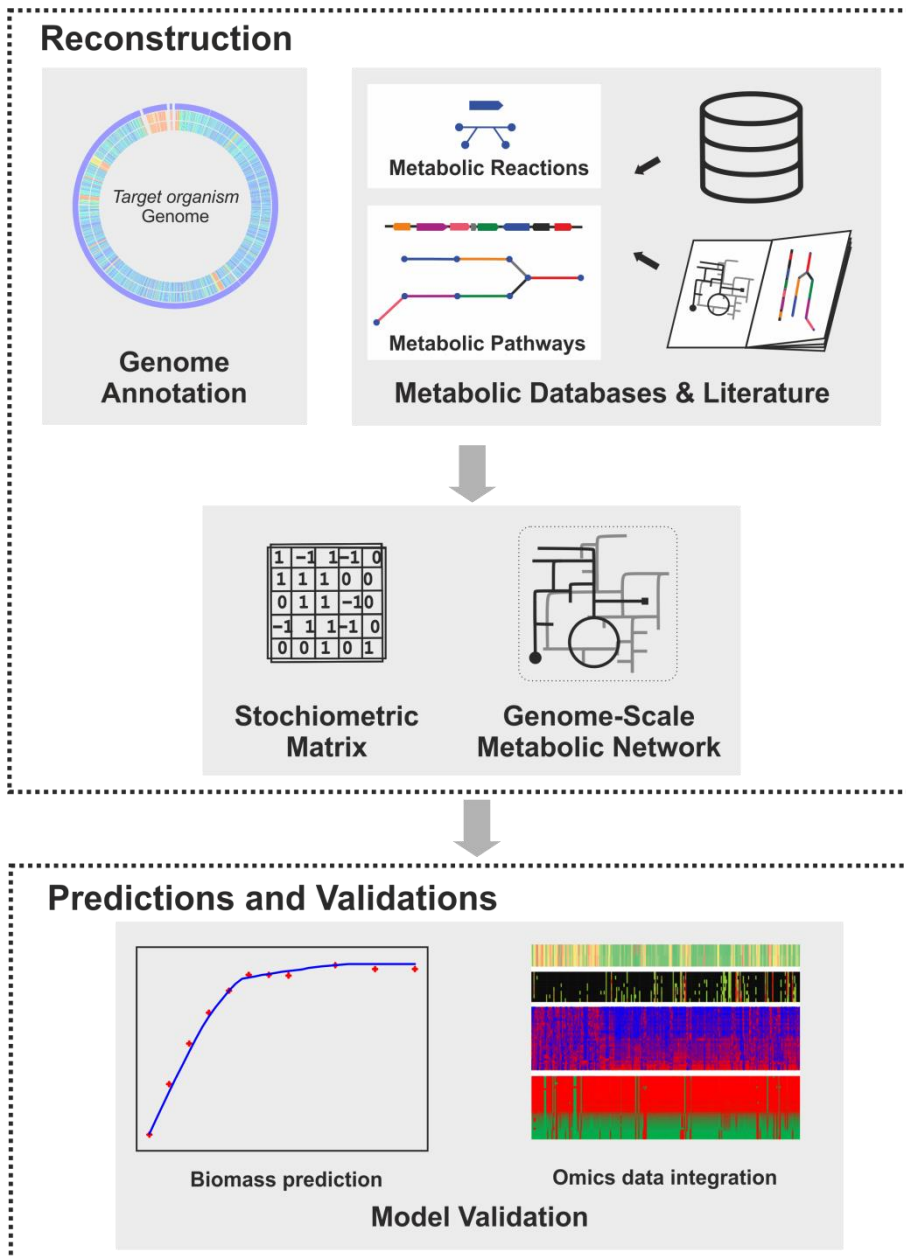 Reconstruction
Target organism
Genome
Genome
Annotation
Metabolic Reactions
Metabolic Pathways
Metabolic Databases & Literature
1 -1 1 -1 0
1 1 1 0 0
0 1 1 -1 0
-1 1 1 -1 0
0 0 1 0 1
Stochiometric
Matrix
Genome-Scale
Metabolic Network
Predictions and Validations
Biomass prediction
Omics data integration
Model Validation